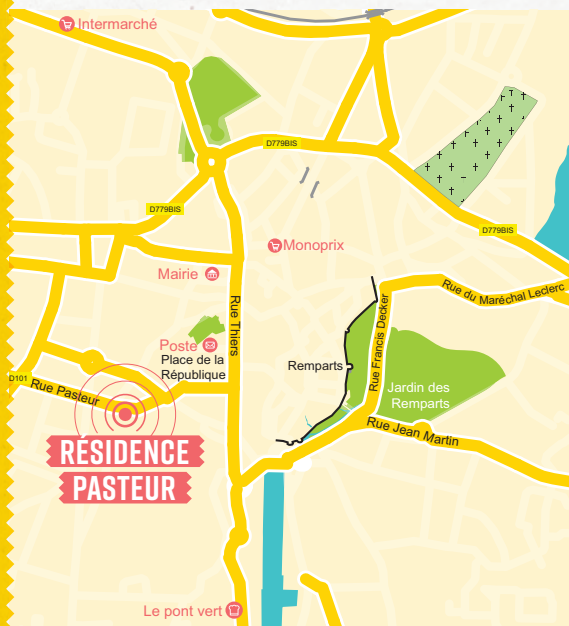 Intermarché
D779BIS
D779BIS
D779BIS
Monoprix
Mairie
Rue du Maréchal Leclerc
Rue Thiers
Rue Francis Decker
Poste
Place de la
République
Remparts
D101
Rue Pasteur
Jardin des
Remparts
Rue Jean Martin
RÉSIDENCE
PASTEUR
Le pont vert